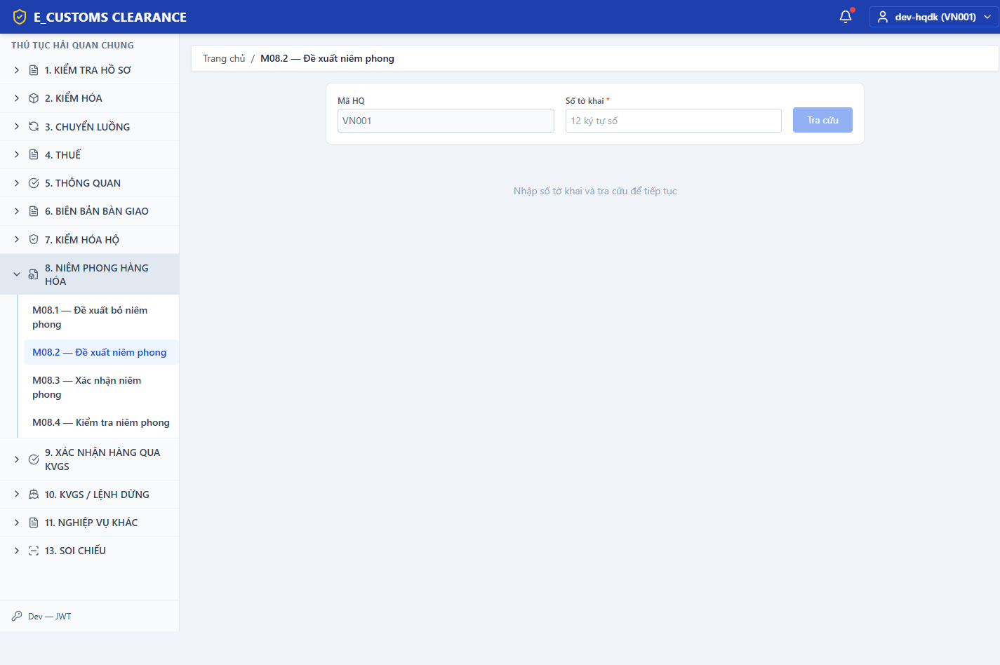 E_CUSTOMS CLEARANCE
dev-hqdk (VN001)
THỦ TỤC HẢI QUAN CHUNG
1. KIỂM TRA HỒ SƠ
2. KIỂM HÓA
3. CHUYỂN LUỒNG
4. THUẾ
5. THÔNG QUAN
6. BIÊN BẢN BÀN GIAO
7. KIỂM HÓA HỘ
8. NIÊM PHONG HÀNG
HÓA
M08.1 — Đề xuất bỏ niêm
phong
M08.2 — Đề xuất niêm phong
M08.3 — Xác nhận niêm
phong
M08.4 — Kiểm tra niêm phong
9. XÁC NHẬN HÀNG QUA
KVGS
10. KVGS / LỆNH DỪNG
11. NGHIỆP VỤ KHÁC
13. SOI CHIẾU
Dev — JWT
Trang chủ / M08.2 — Đề xuất niêm phong
Mã HQ
VN001
Số tờ khai *
12 ký tự số
Tra cứu
Nhập số tờ khai và tra cứu để tiếp tục